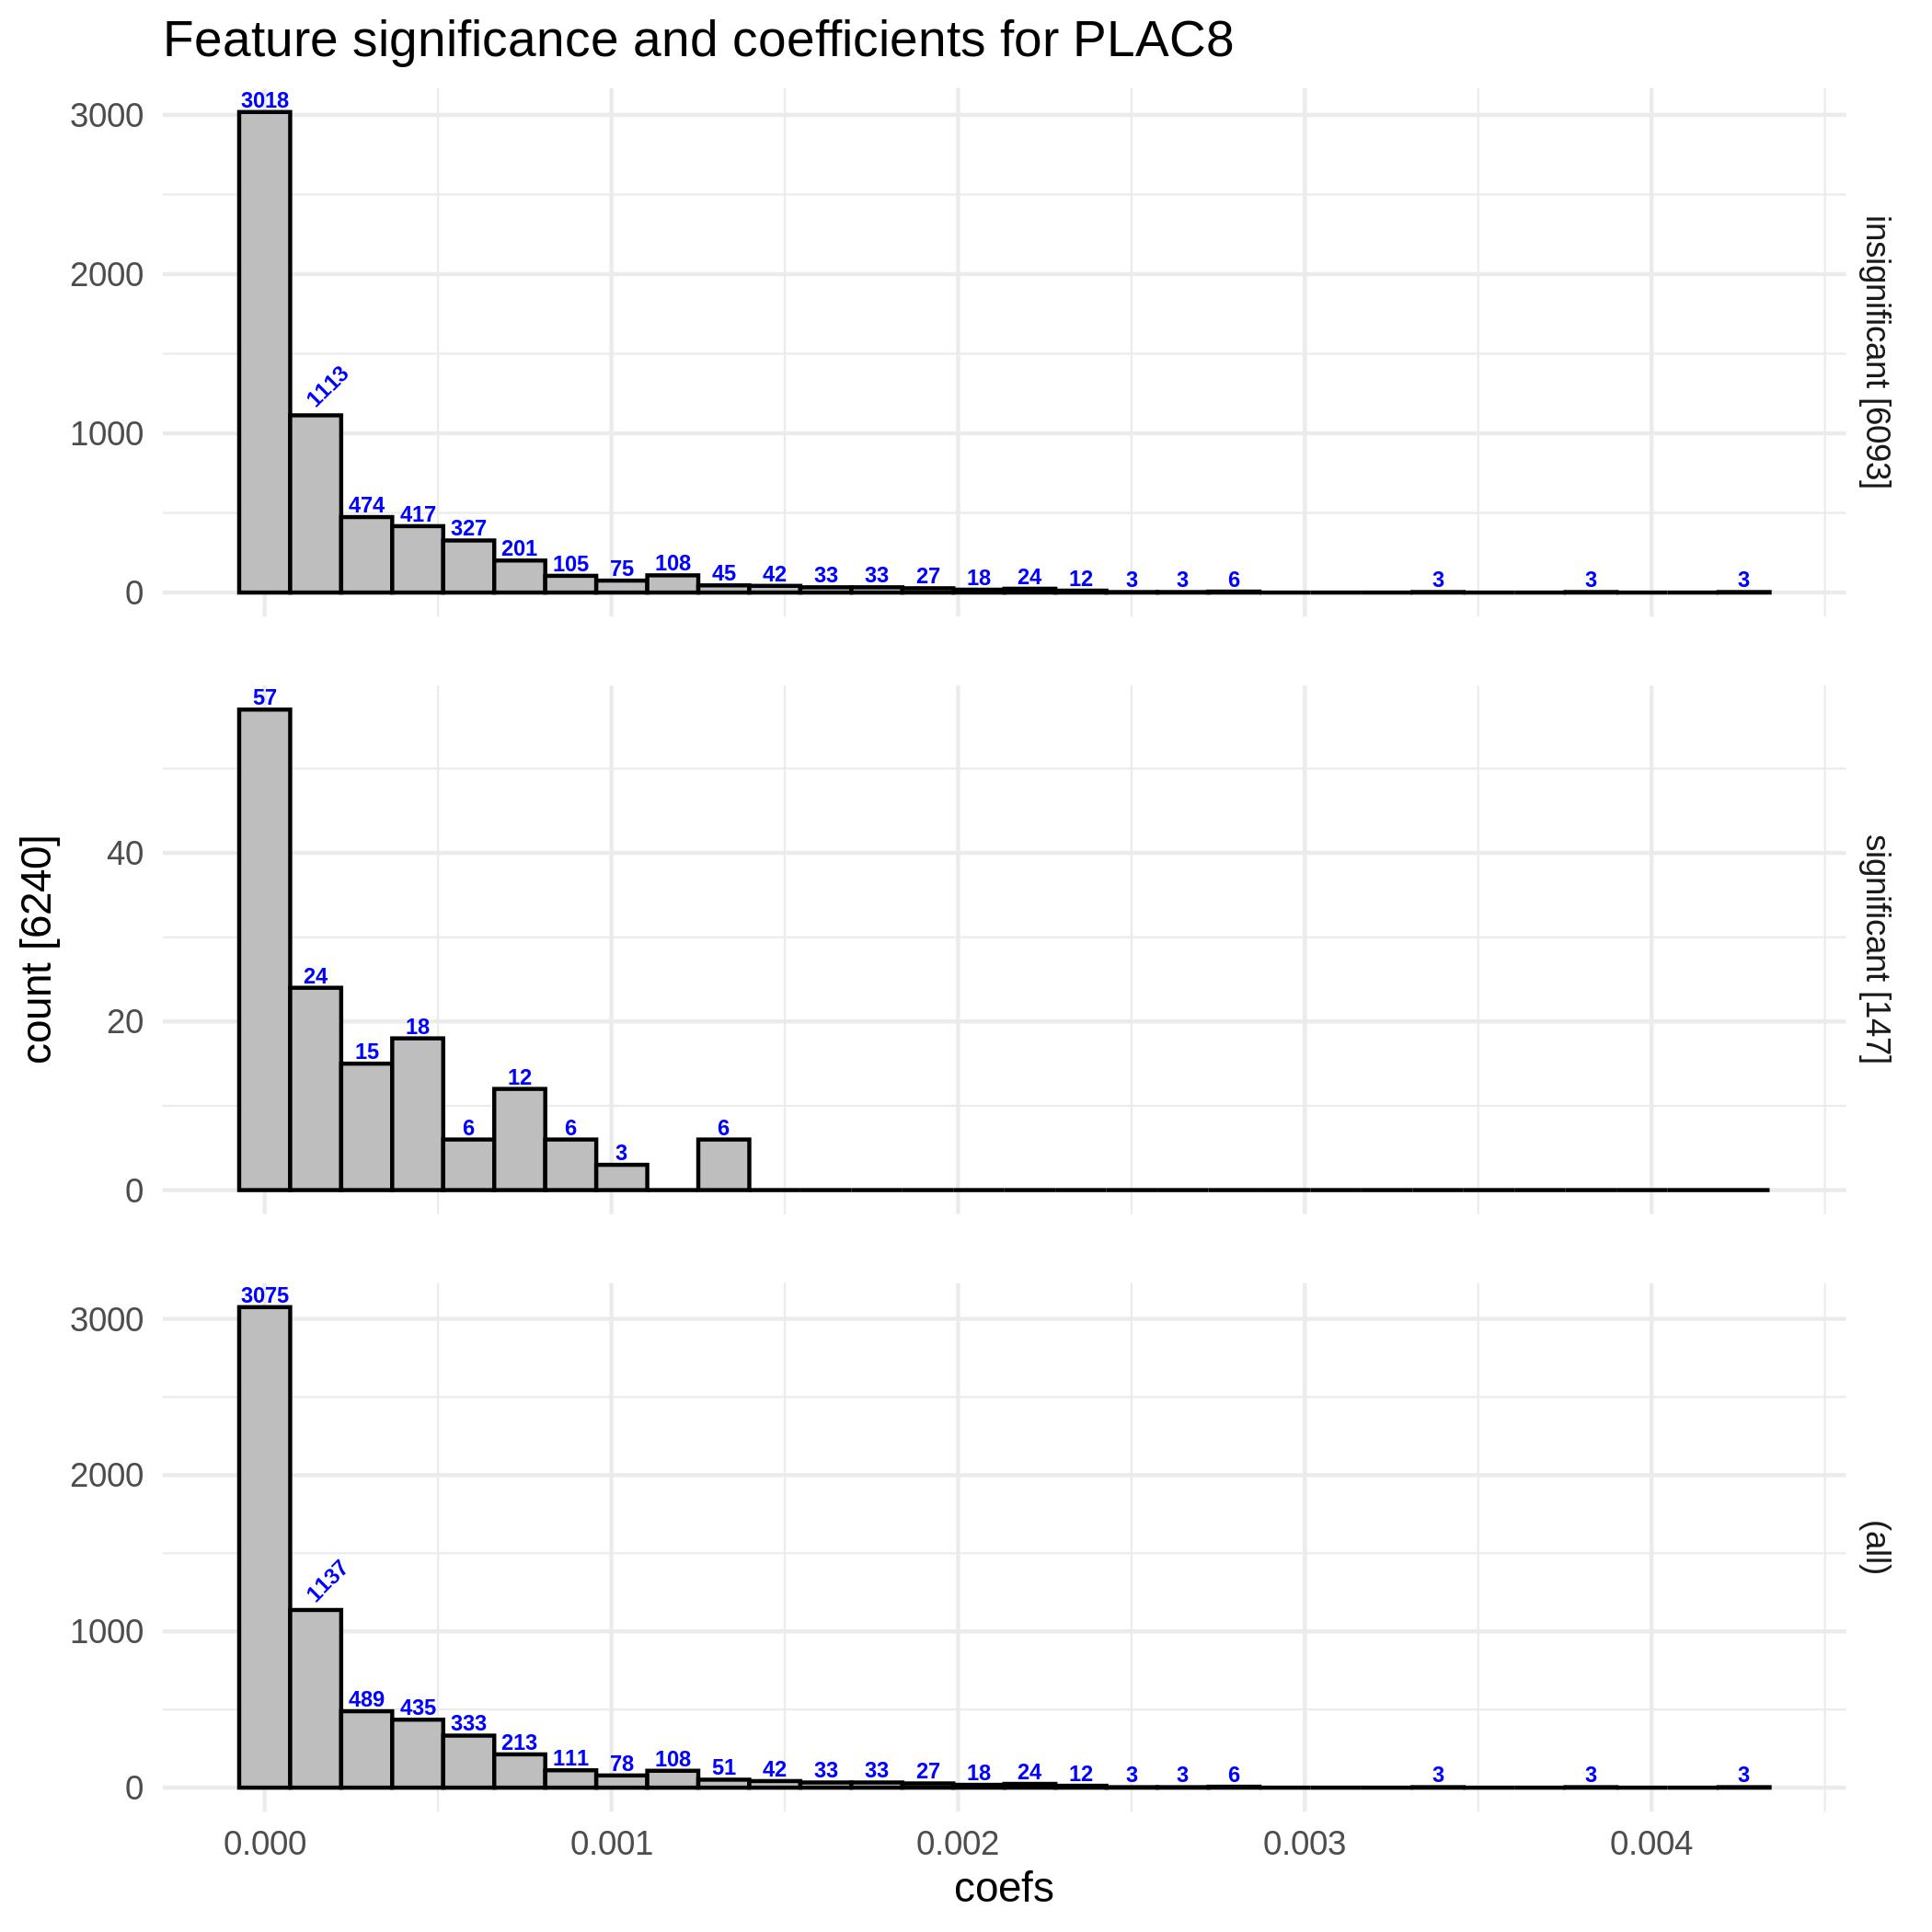 Feature significance and coefficients for PLAC8
3018
3000
2000
1113
1000
474 417 327 201 105 75 108 45 42 33 33 27 18 24 12 3 3 6 3 3 3
0
insignificant [6093]
57
40
24
20
15 18 6 12 6 3 6
0
significant [147]
count [6240]
3075
3000
2000
1137
1000
489 435 333 213 111 78 108 51 42 33 33 27 18 24 12 3 3 6 3 3 3
0
(all)
0.000 0.001 0.002 0.003 0.004
coefs